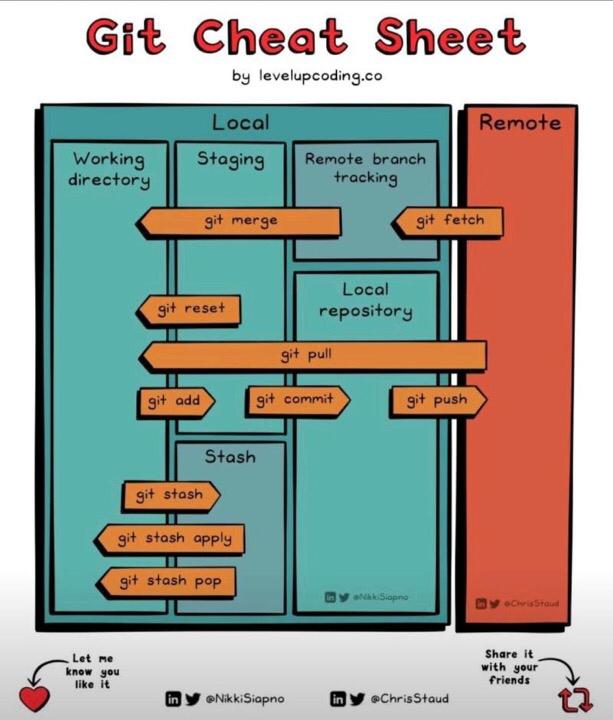 Git Cheat Sheet
by levelupcoding.co
Local
Remote
Working
directory
Staging
Remote branch
tracking
git merge
git fetch
Local
repository
git reset
git pull
git add
git commit
git push
Stash
git stash
git stash apply
git stash pop
@NikkiSiapno
@ChrisStaud
Let me
know you
like it
@NikkiSiapno
@ChrisStaud
Share it
with your
friends